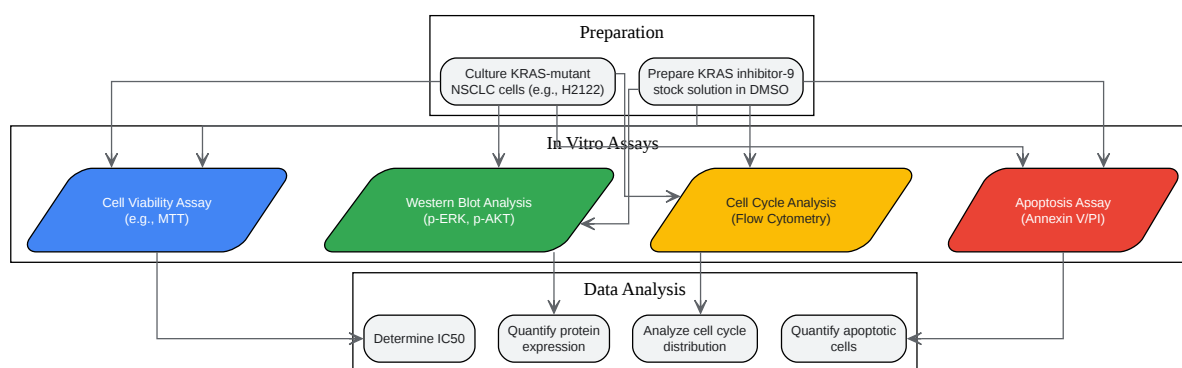 Preparation
Culture KRAS-mutant
NSCLC cells (e.g., H2122)
Prepare KRAS inhibitor-9
stock solution in DMSO
In Vitro Assays
Cell Viability Assay
(e.g., MTT)
Western Blot Analysis
(p-ERK, p-AKT)
Cell Cycle Analysis
(Flow Cytometry)
Apoptosis Assay
(Annexin V/PI)
Data Analysis
Determine IC50
Quantify protein
expression
Analyze cell cycle
distribution
Quantify apoptotic
cells